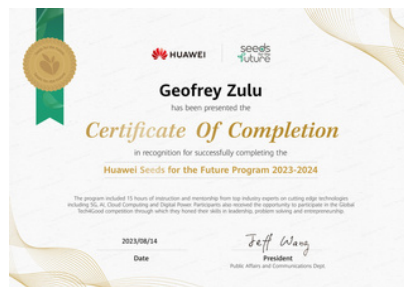 HUAWEI
seeds for the future
Geofrey Zulu
has been presented the
Certificate Of Completion
in recognition for successfully completing the
Huawei Seeds for the Future Program 2023-2024
The program included 15 hours of instruction and mentorship from top industry experts on cutting edge technologies
including 5G, AI, Cloud Computing and Digital Power. Participants also received the opportunity to participate in the Global
Tech4Good competition through which they honed their skills in leadership, problem solving and entrepreneurship.
2023/08/14
Jeff Wang
Date
President
Public Affairs and Communications Dept.